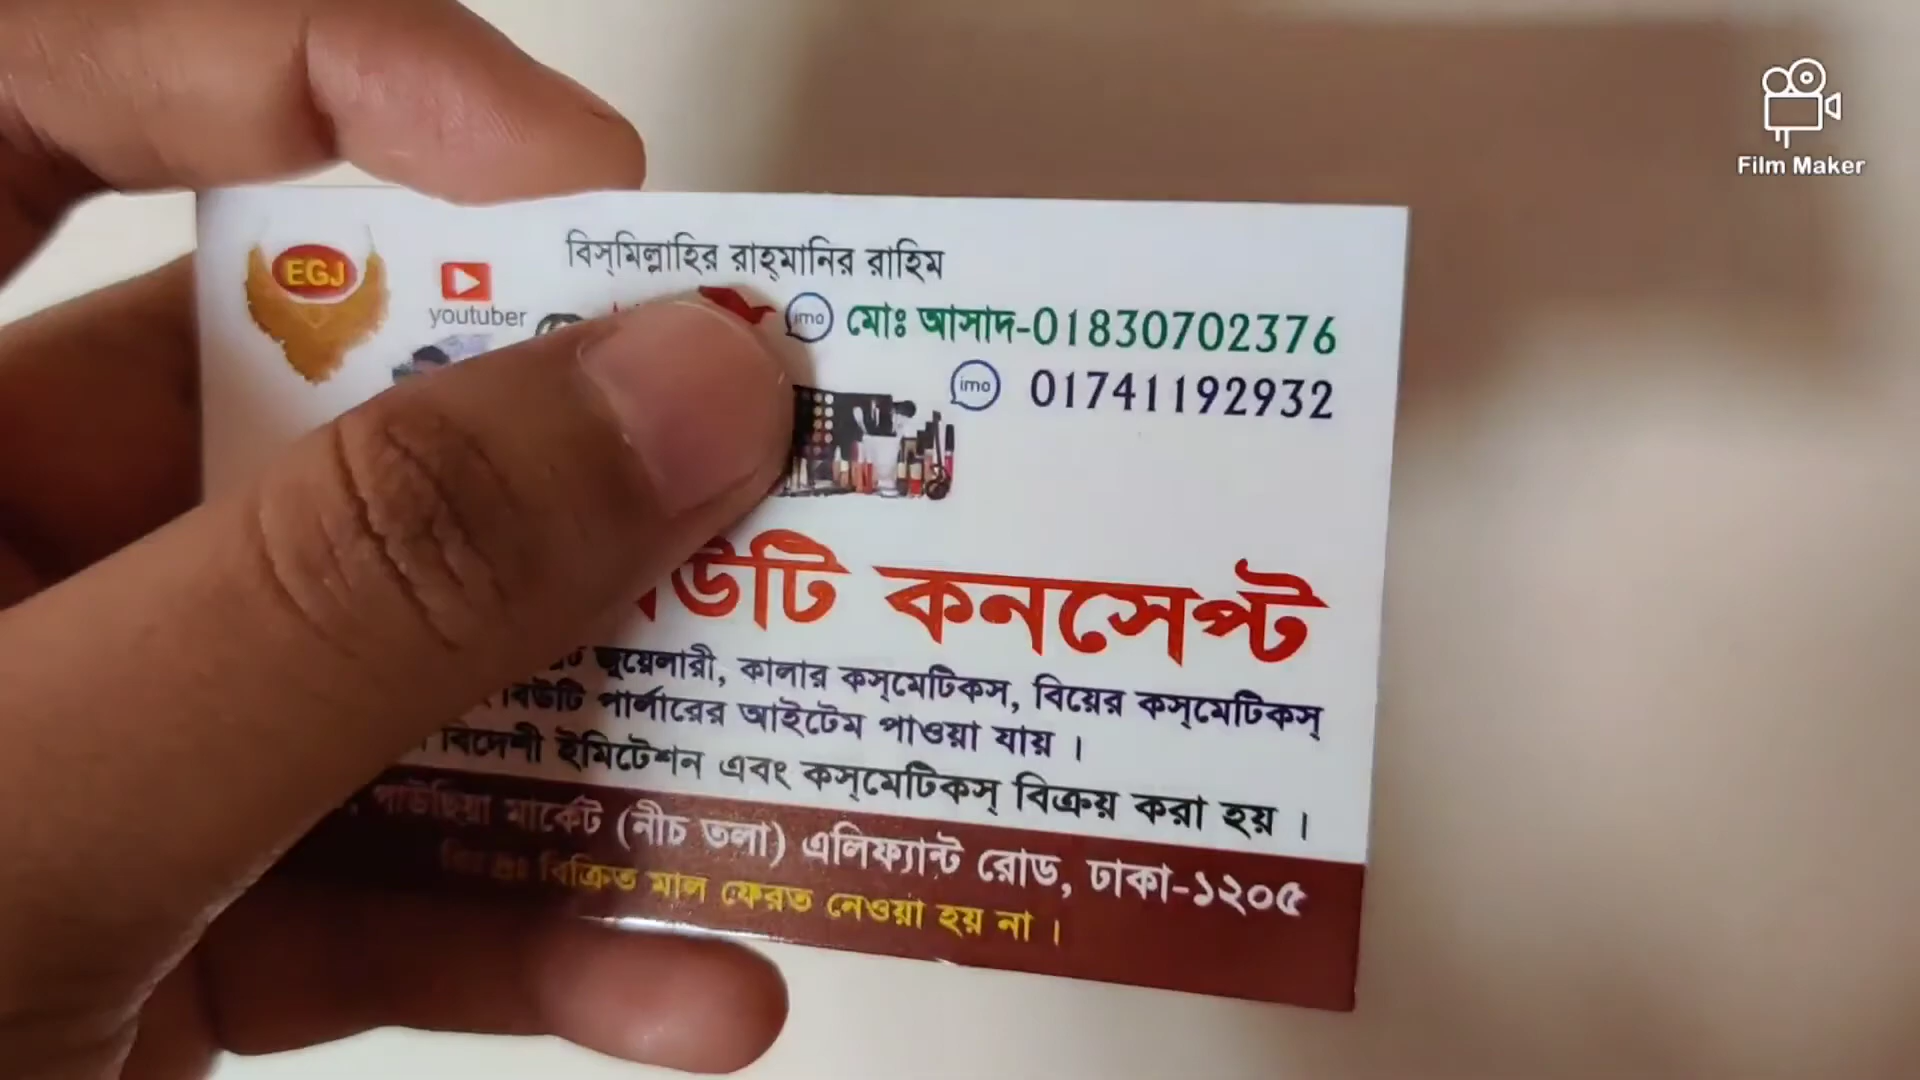 Film Maker
বিস্‌মিল্লাহির রাহ্‌মানির রাহিম
EGJ
youtuber
imo মোঃ আসাদ-01830702376
imo 01741192932
কনসেপ্ট
জুয়েলারী, কালার কস্‌মেটিকস, বিয়ের কস্‌মেটিকস্‌
বিউটি পার্লারের আইটেম পাওয়া যায় ।
বিদেশী ইমিটেশন এবং কস্‌মেটিকস্‌ বিক্রয় করা হয় ।
গাউছিয়া মার্কেট (নীচ তলা) এলিফ্যান্ট রোড, ঢাকা-১২০৫
বিক্রিত মাল ফেরত নেওয়া হয় না ।